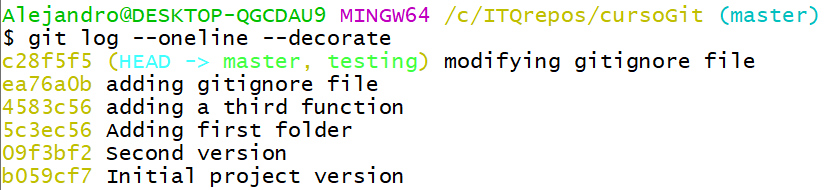 Alejandro@DESKTOP-QGCDAU9 MINGW64 /c/ITQrepos/cursoGit (master)
$ git log --oneline --decorate
c28f5f5 (HEAD -> master, testing) modifying gitignore file
ea76a0b adding gitignore file
4583c56 adding a third function
5c3ec56 Adding first folder
09f3bf2 Second version
b059cf7 Initial project version